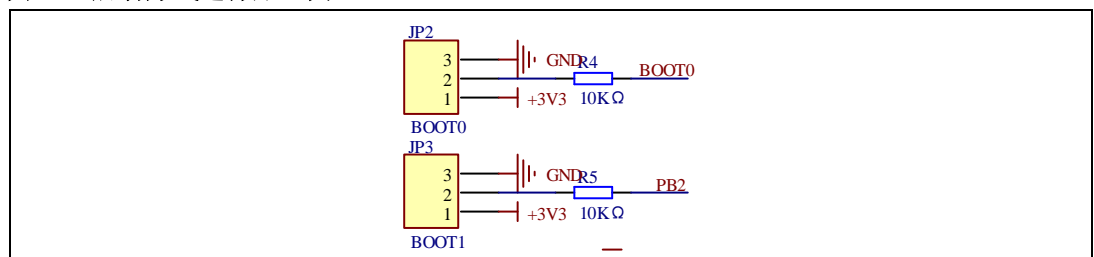 JP2
3 GND R4 BOOT0
2
1 +3V3 10KΩ
BOOT0
JP3
3 GND R5 PB2
2
1 +3V3 10KΩ
BOOT1